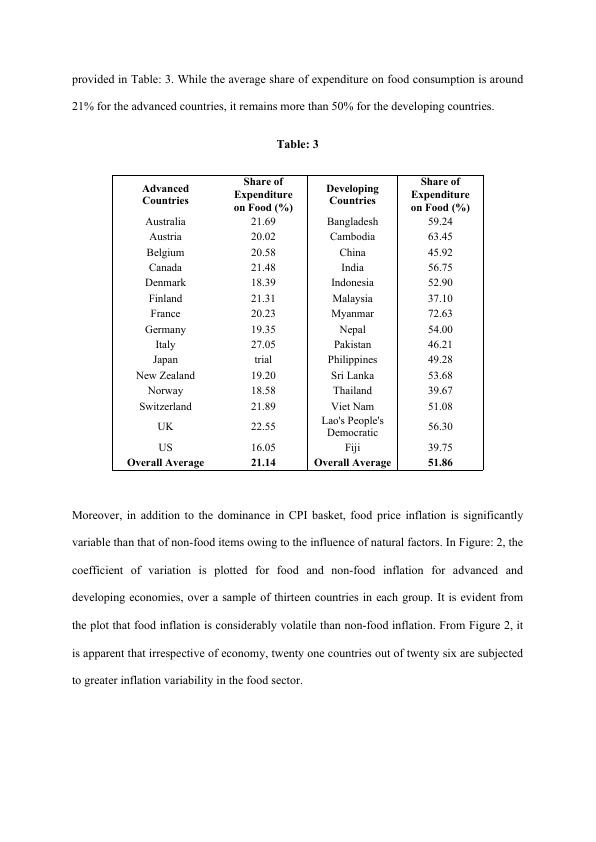 provided in Table: 3. While the average share of expenditure on food consumption is around
21% for the advanced countries, it remains more than 50% for the developing countries.
Table: 3
Advanced Countries Share of Expenditure on Food (%) Developing Countries Share of Expenditure on Food (%)
Australia 21.69 Bangladesh 59.24
Austria 20.02 Cambodia 63.45
Belgium 20.58 China 45.92
Canada 21.48 India 56.75
Denmark 18.39 Indonesia 52.90
Finland 21.31 Malaysia 37.10
France 20.23 Myanmar 72.63
Germany 19.35 Nepal 54.00
Italy 27.05 Pakistan 46.21
Japan trial Philippines 49.28
New Zealand 19.20 Sri Lanka 53.68
Norway 18.58 Thailand 39.67
Switzerland 21.89 Viet Nam 51.08
UK 22.55 Lao's People's Democratic 56.30
US 16.05 Fiji 39.75
Overall Average 21.14 Overall Average 51.86
Moreover, in addition to the dominance in CPI basket, food price inflation is significantly
variable than that of non-food items owing to the influence of natural factors. In Figure: 2, the
coefficient of variation is plotted for food and non-food inflation for advanced and
developing economies, over a sample of thirteen countries in each group. It is evident from
the plot that food inflation is considerably volatile than non-food inflation. From Figure 2, it
is apparent that irrespective of economy, twenty one countries out of twenty six are subjected
to greater inflation variability in the food sector.